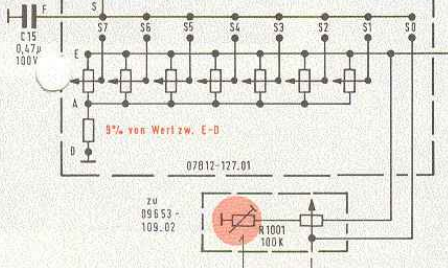 F
S
C15
0,47µ
100V
S7 S6 S5 S4 S3 S2 S1 S0
E
A
9% von Wert zw. E-D
D
07812-127.01
zu
09653-
109.02
R1001
100K